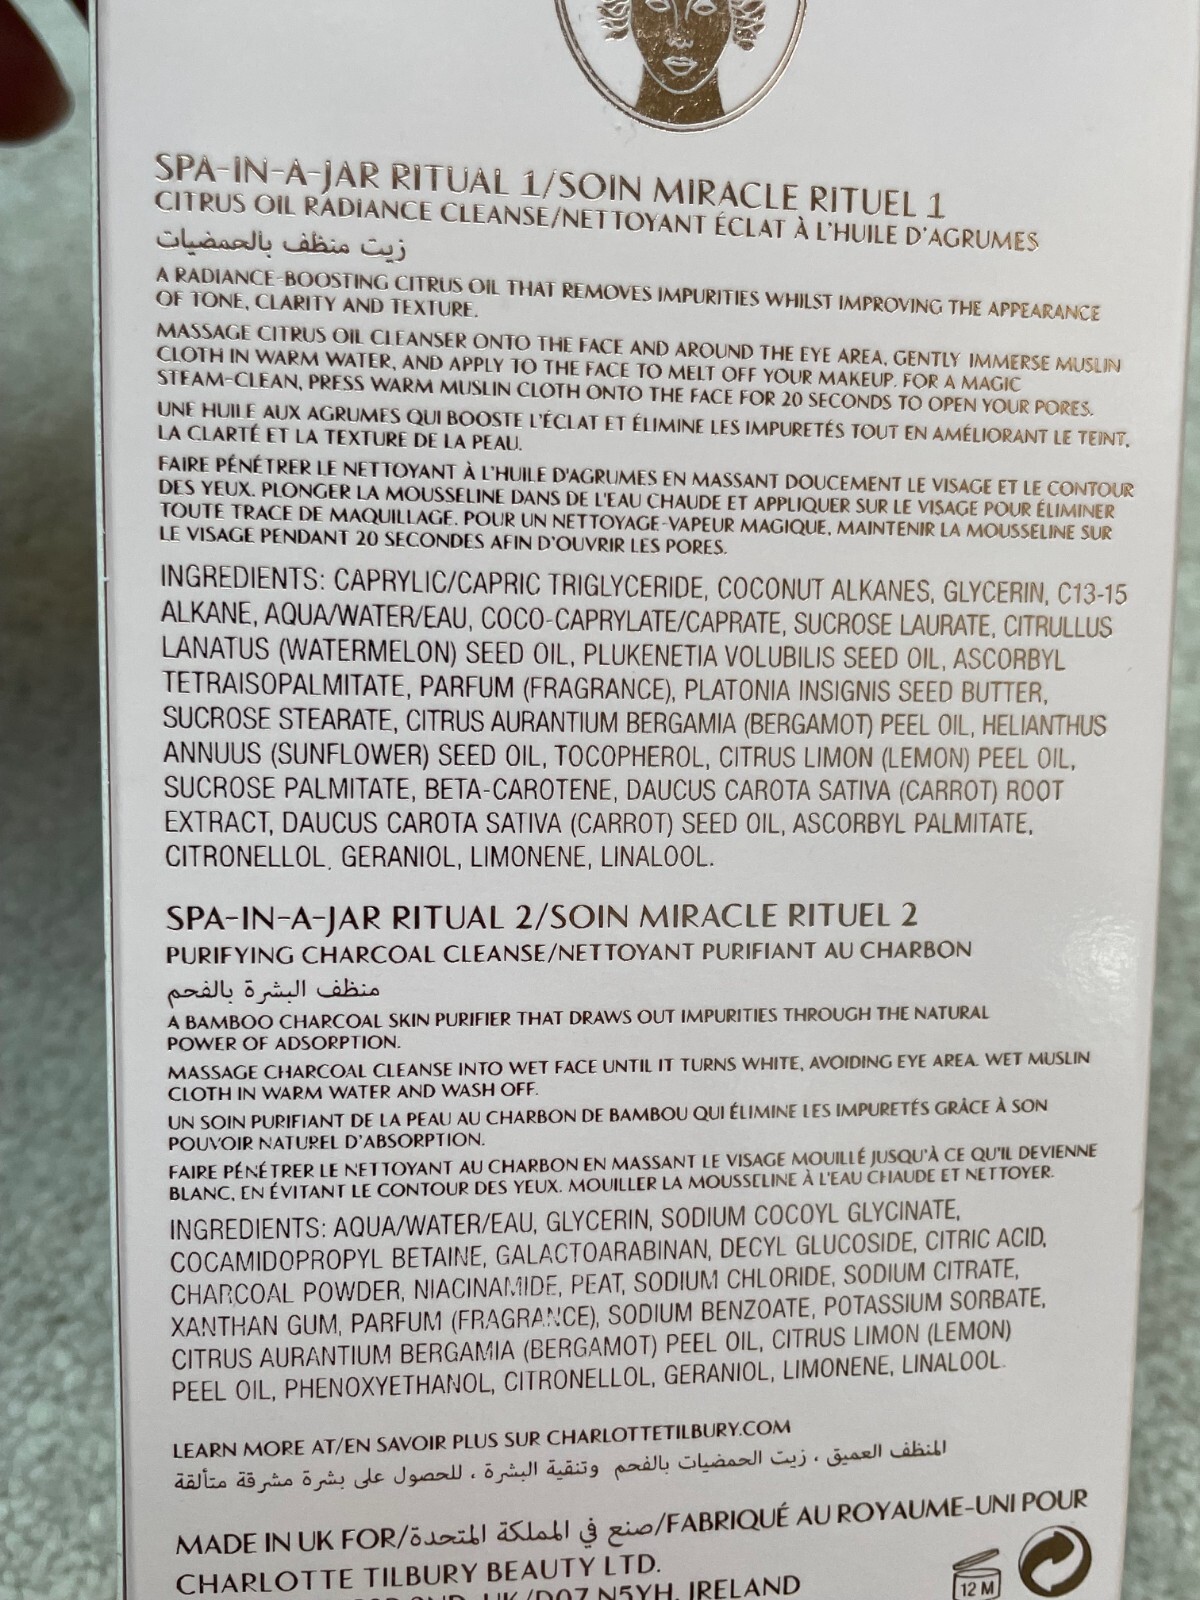 SPA-IN-A-JAR RITUAL 1/SOIN MIRACLE RITUEL 1
CITRUS OIL RADIANCE CLEANSE/NETTOYANT ÉCLAT À L'HUILE D'AGRUMES
زيت منظف بالحمضيات
A RADIANCE-BOOSTING CITRUS OIL THAT REMOVES IMPURITIES WHILST IMPROVING THE APPEARANCE
OF TONE, CLARITY AND TEXTURE.
MASSAGE CITRUS OIL CLEANSER ONTO THE FACE AND AROUND THE EYE AREA, GENTLY IMMERSE MUSLIN
CLOTH IN WARM WATER, AND APPLY TO THE FACE TO MELT OFF YOUR MAKEUP. FOR A MAGIC
STEAM-CLEAN, PRESS WARM MUSLIN CLOTH ONTO THE FACE FOR 20 SECONDS TO OPEN YOUR PORES.
UNE HUILE AUX AGRUMES QUI BOOSTE L'ÉCLAT ET ÉLIMINE LES IMPURETÉS TOUT EN AMÉLIORANT LE TEINT,
LA CLARTÉ ET LA TEXTURE DE LA PEAU.
FAIRE PÉNÉTRER LE NETTOYANT À L'HUILE D'AGRUMES EN MASSANT DOUCEMENT LE VISAGE ET LE CONTOUR
DES YEUX. PLONGER LA MOUSSELINE DANS DE L'EAU CHAUDE ET APPLIQUER SUR LE VISAGE POUR ÉLIMINER
TOUTE TRACE DE MAQUILLAGE. POUR UN NETTOYAGE-VAPEUR MAGIQUE, MAINTENIR LA MOUSSELINE SUR
LE VISAGE PENDANT 20 SECONDES AFIN D'OUVRIR LES PORES.
INGREDIENTS: CAPRYLIC/CAPRIC TRIGLYCERIDE, COCONUT ALKANES, GLYCERIN, C13-15
ALKANE, AQUA/WATER/EAU, COCO-CAPRYLATE/CAPRATE, SUCROSE LAURATE, CITRULLUS
LANATUS (WATERMELON) SEED OIL, PLUKENETIA VOLUBILIS SEED OIL, ASCORBYL
TETRAISOPALMITATE, PARFUM (FRAGRANCE), PLATONIA INSIGNIS SEED BUTTER,
SUCROSE STEARATE, CITRUS AURANTIUM BERGAMIA (BERGAMOT) PEEL OIL, HELIANTHUS
ANNUUS (SUNFLOWER) SEED OIL, TOCOPHEROL, CITRUS LIMON (LEMON) PEEL OIL,
SUCROSE PALMITATE, BETA-CAROTENE, DAUCUS CAROTA SATIVA (CARROT) ROOT
EXTRACT, DAUCUS CAROTA SATIVA (CARROT) SEED OIL, ASCORBYL PALMITATE,
CITRONELLOL, GERANIOL, LIMONENE, LINALOOL.
SPA-IN-A-JAR RITUAL 2/SOIN MIRACLE RITUEL 2
PURIFYING CHARCOAL CLEANSE/NETTOYANT PURIFIANT AU CHARBON
منظف البشرة بالفحم
A BAMBOO CHARCOAL SKIN PURIFIER THAT DRAWS OUT IMPURITIES THROUGH THE NATURAL
POWER OF ADSORPTION.
MASSAGE CHARCOAL CLEANSE INTO WET FACE UNTIL IT TURNS WHITE, AVOIDING EYE AREA. WET MUSLIN
CLOTH IN WARM WATER AND WASH OFF.
UN SOIN PURIFIANT DE LA PEAU AU CHARBON DE BAMBOU QUI ÉLIMINE LES IMPURETÉS GRÂCE À SON
POUVOIR NATUREL D'ABSORPTION.
FAIRE PÉNÉTRER LE NETTOYANT AU CHARBON EN MASSANT LE VISAGE MOUILLÉ JUSQU'À CE QU'IL DEVIENNE
BLANC, EN ÉVITANT LE CONTOUR DES YEUX. MOUILLER LA MOUSSELINE À L'EAU CHAUDE ET NETTOYER.
INGREDIENTS: AQUA/WATER/EAU, GLYCERIN, SODIUM COCOYL GLYCINATE,
COCAMIDOPROPYL BETAINE, GALACTOARABINAN, DECYL GLUCOSIDE, CITRIC ACID,
CHARCOAL POWDER, NIACINAMIDE, PEAT, SODIUM CHLORIDE, SODIUM CITRATE,
XANTHAN GUM, PARFUM (FRAGRANCE), SODIUM BENZOATE, POTASSIUM SORBATE,
CITRUS AURANTIUM BERGAMIA (BERGAMOT) PEEL OIL, CITRUS LIMON (LEMON)
PEEL OIL, PHENOXYETHANOL, CITRONELLOL, GERANIOL, LIMONENE, LINALOOL.
LEARN MORE AT/EN SAVOIR PLUS SUR CHARLOTTETILBURY.COM
المنظف العميق ، زيت الحمضيات بالفحم وتنقية البشرة ، للحصول على بشرة مشرقة متألقة
MADE IN UK FOR/صنع في المملكة المتحدة/FABRIQUÉ AU ROYAUME-UNI POUR
CHARLOTTE TILBURY BEAUTY LTD.
UK/D07 N5YH, IRELAND
12 M